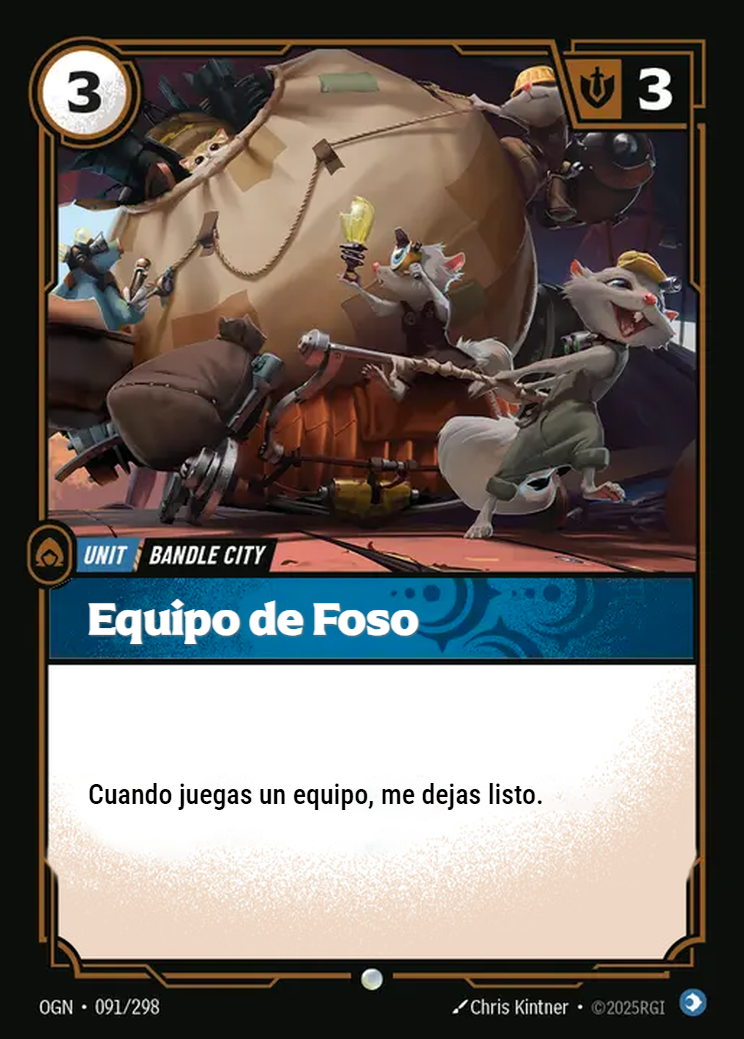 3
3
UNIT
BANDLE CITY
Equipo de Foso
Cuando juegas un equipo, me dejas listo.
OGN • 091/298
Chris Kintner • ©2025RGI